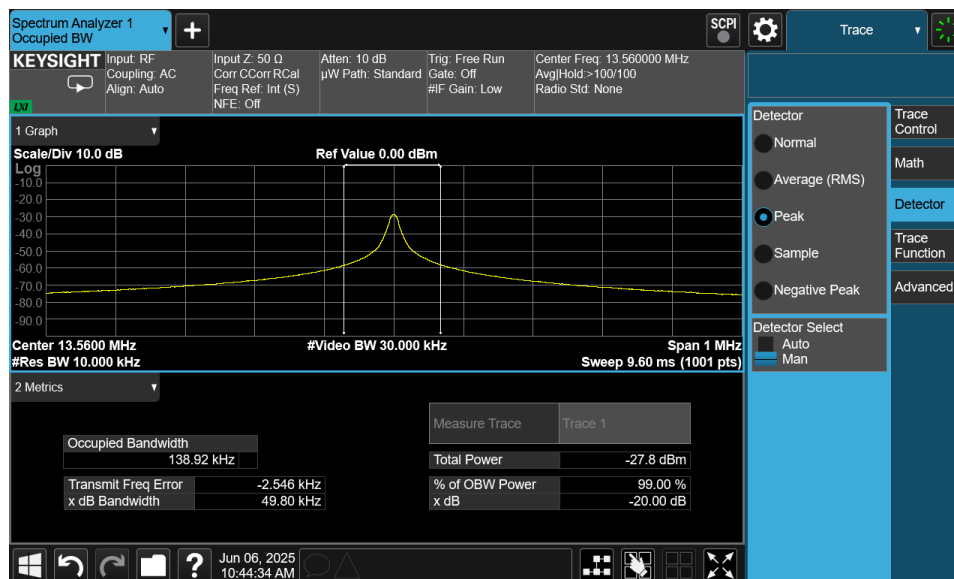 Spectrum Analyzer 1
Occupied BW
SCPI
Trace
KEYSIGHT
LXI
Input: RF
Coupling: AC
Align: Auto
Input Z: 50 Ω
Corr CCorr RCal
Freq Ref: Int (S)
NFE: Off
Atten: 10 dB
µW Path: Standard
Trig: Free Run
Gate: Off
#IF Gain: Low
Center Freq: 13.560000 MHz
Avg|Hold:>100/100
Radio Std: None
1 Graph
Scale/Div 10.0 dB
Ref Value 0.00 dBm
Log
-10.0
-20.0
-30.0
-40.0
-50.0
-60.0
-70.0
-80.0
-90.0
Center 13.5600 MHz
#Video BW 30.000 kHz
Span 1 MHz
#Res BW 10.000 kHz
Sweep 9.60 ms (1001 pts)
2 Metrics
Measure Trace
Trace 1
Occupied Bandwidth
138.92 kHz
Total Power
-27.8 dBm
Transmit Freq Error
-2.546 kHz
% of OBW Power
99.00 %
x dB Bandwidth
49.80 kHz
x dB
-20.00 dB
Detector
Normal
Average (RMS)
Peak
Sample
Negative Peak
Detector Select
Auto
Man
Trace
Control
Math
Detector
Trace
Function
Advanced
?
Jun 06, 2025
10:44:34 AM